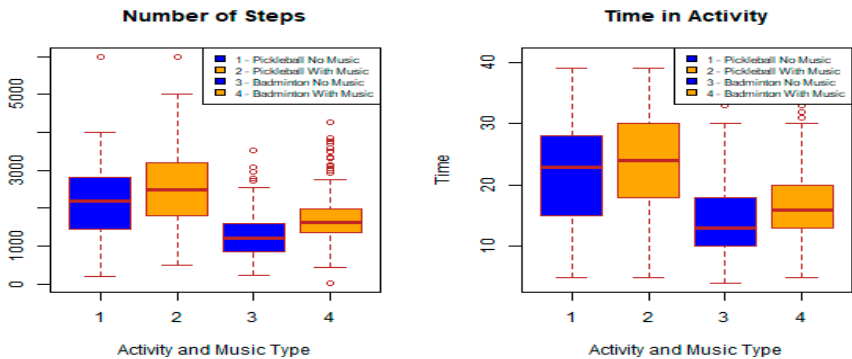 Number of Steps
1 - Pickleball No Music
2 - Pickleball With Music
3 - Badminton No Music
4 - Badminton With Music
5000
3000
1000
0
1 2 3 4
Activity and Music Type
Time in Activity
1 - Pickleball No Music
2 - Pickleball With Music
3 - Badminton No Music
4 - Badminton With Music
Time
40
30
20
10
1 2 3 4
Activity and Music Type